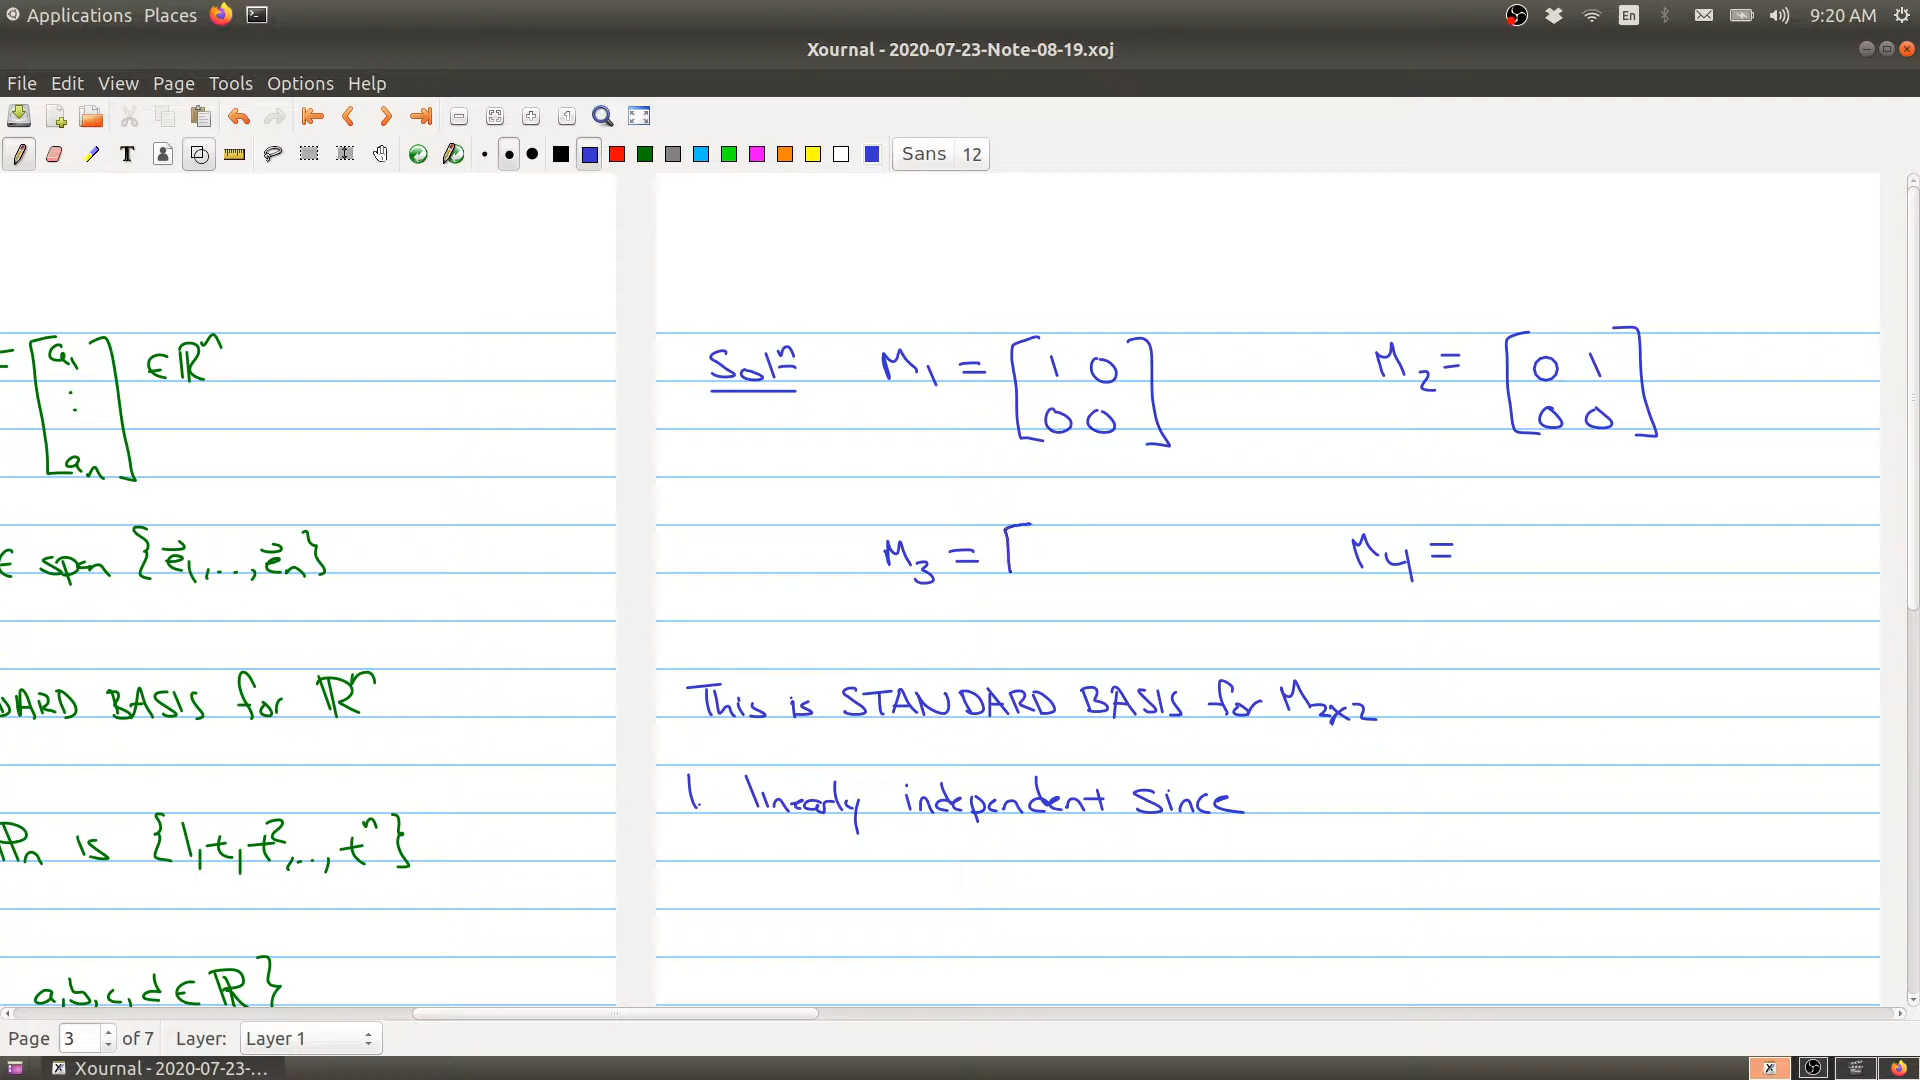 Applications Places En 9:20 AM
Xournal - 2020-07-23-Note-08-19.xoj
File Edit View Page Tools Options Help
T Sans 12
= [a₁ ⋮ aₙ] ∈ ℝⁿ
∈ span {e⃗₁,...,e⃗ₙ}
DARD BASIS for ℝⁿ
ℙₙ is {1,t,t²,...,tⁿ}
a,b,c,d ∈ ℝ}
Solⁿ M₁ = [1 0
0 0] M₂ = [0 1
0 0]
M₃ = [ M₄ =
This is STANDARD BASIS for M₂ₓ₂
1. linearly independent since
Page 3 of 7 Layer: Layer 1
Xournal - 2020-07-23-...